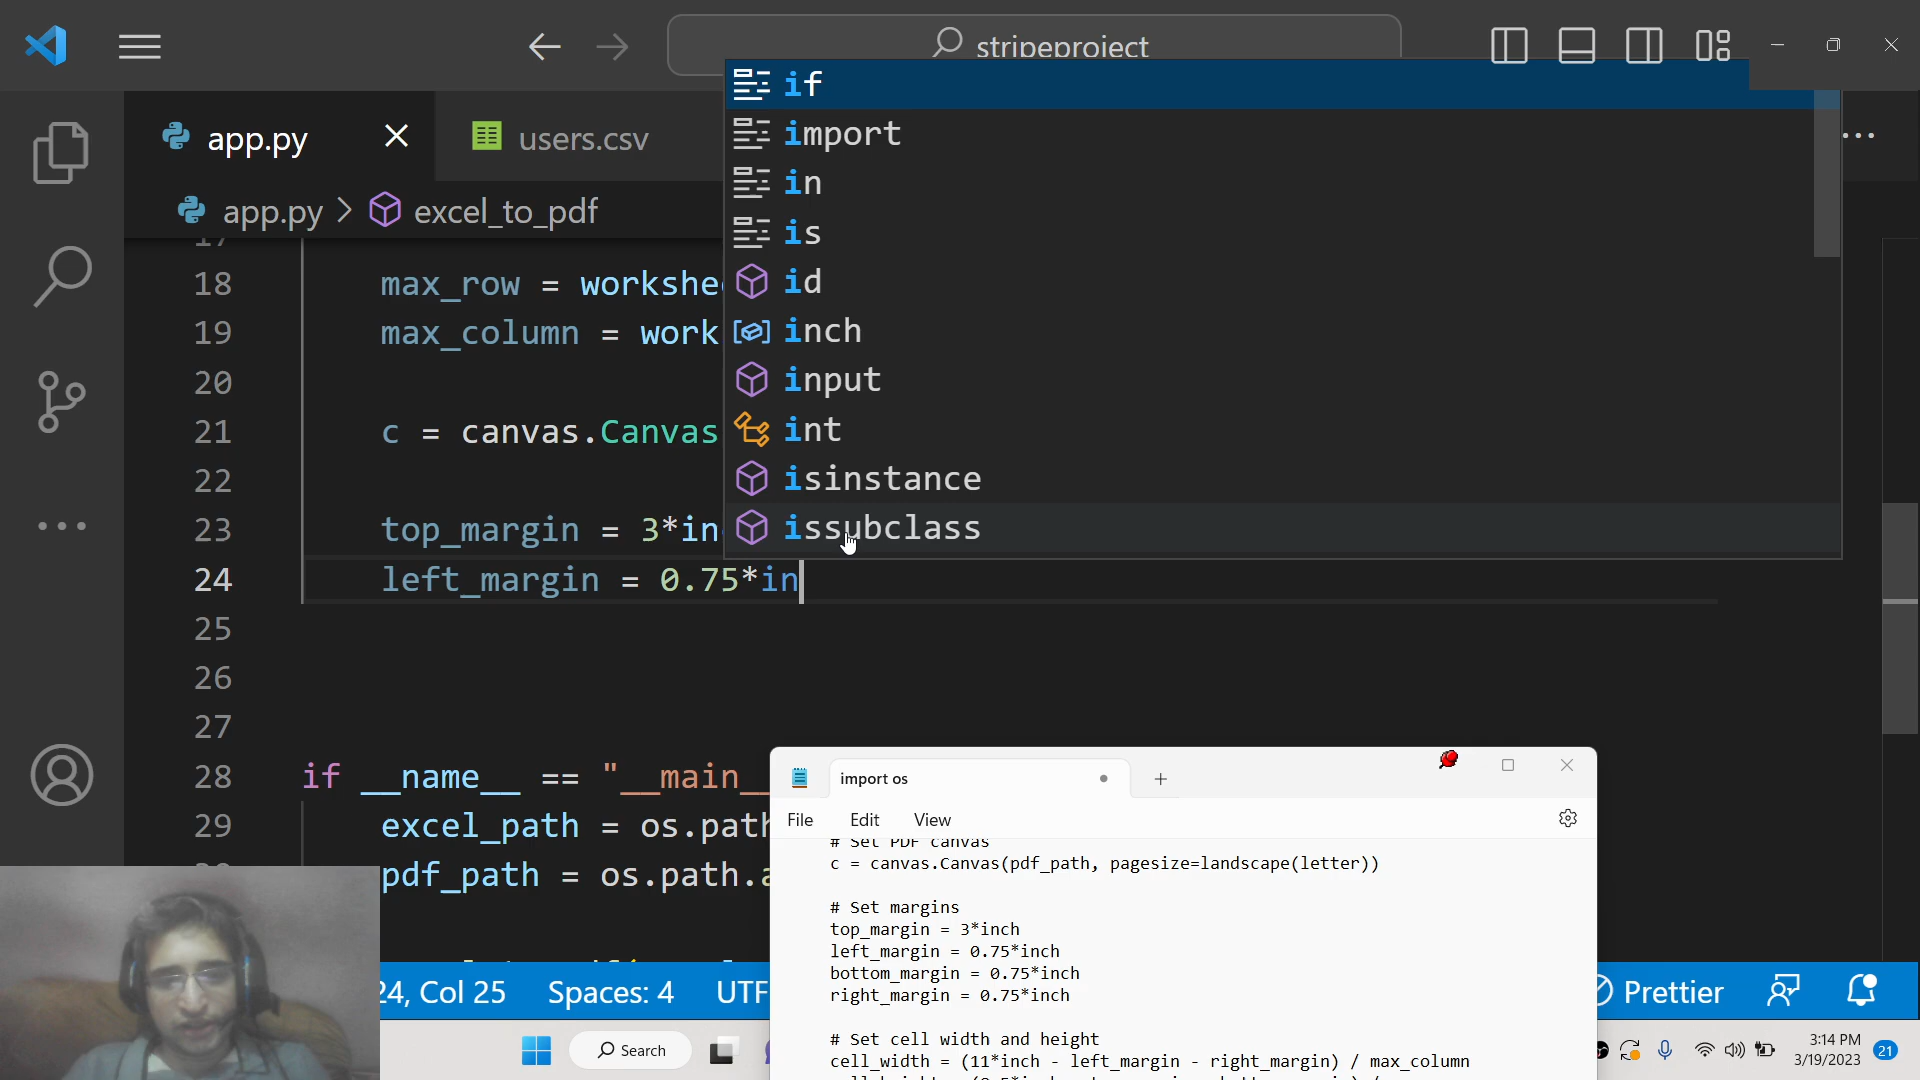 stripeproject
app.py
users.csv
app.py > excel_to_pdf
if
import
in
is
id
inch
input
int
isinstance
issubclass
17
18 max_row = workshe
19 max_column = work
20
21 c = canvas.Canvas
22
23 top_margin = 3*in
24 left_margin = 0.75*in
25
26
27
28 if __name__ == "__main__
29 excel_path = os.path
pdf_path = os.path.a
24, Col 25 Spaces: 4 UTF Prettier
import os
File Edit View
# Set PDF canvas
c = canvas.Canvas(pdf_path, pagesize=landscape(letter))
# Set margins
top_margin = 3*inch
left_margin = 0.75*inch
bottom_margin = 0.75*inch
right_margin = 0.75*inch
# Set cell width and height
cell_width = (11*inch - left_margin - right_margin) / max_column
Search
3:14 PM
3/19/2023
21